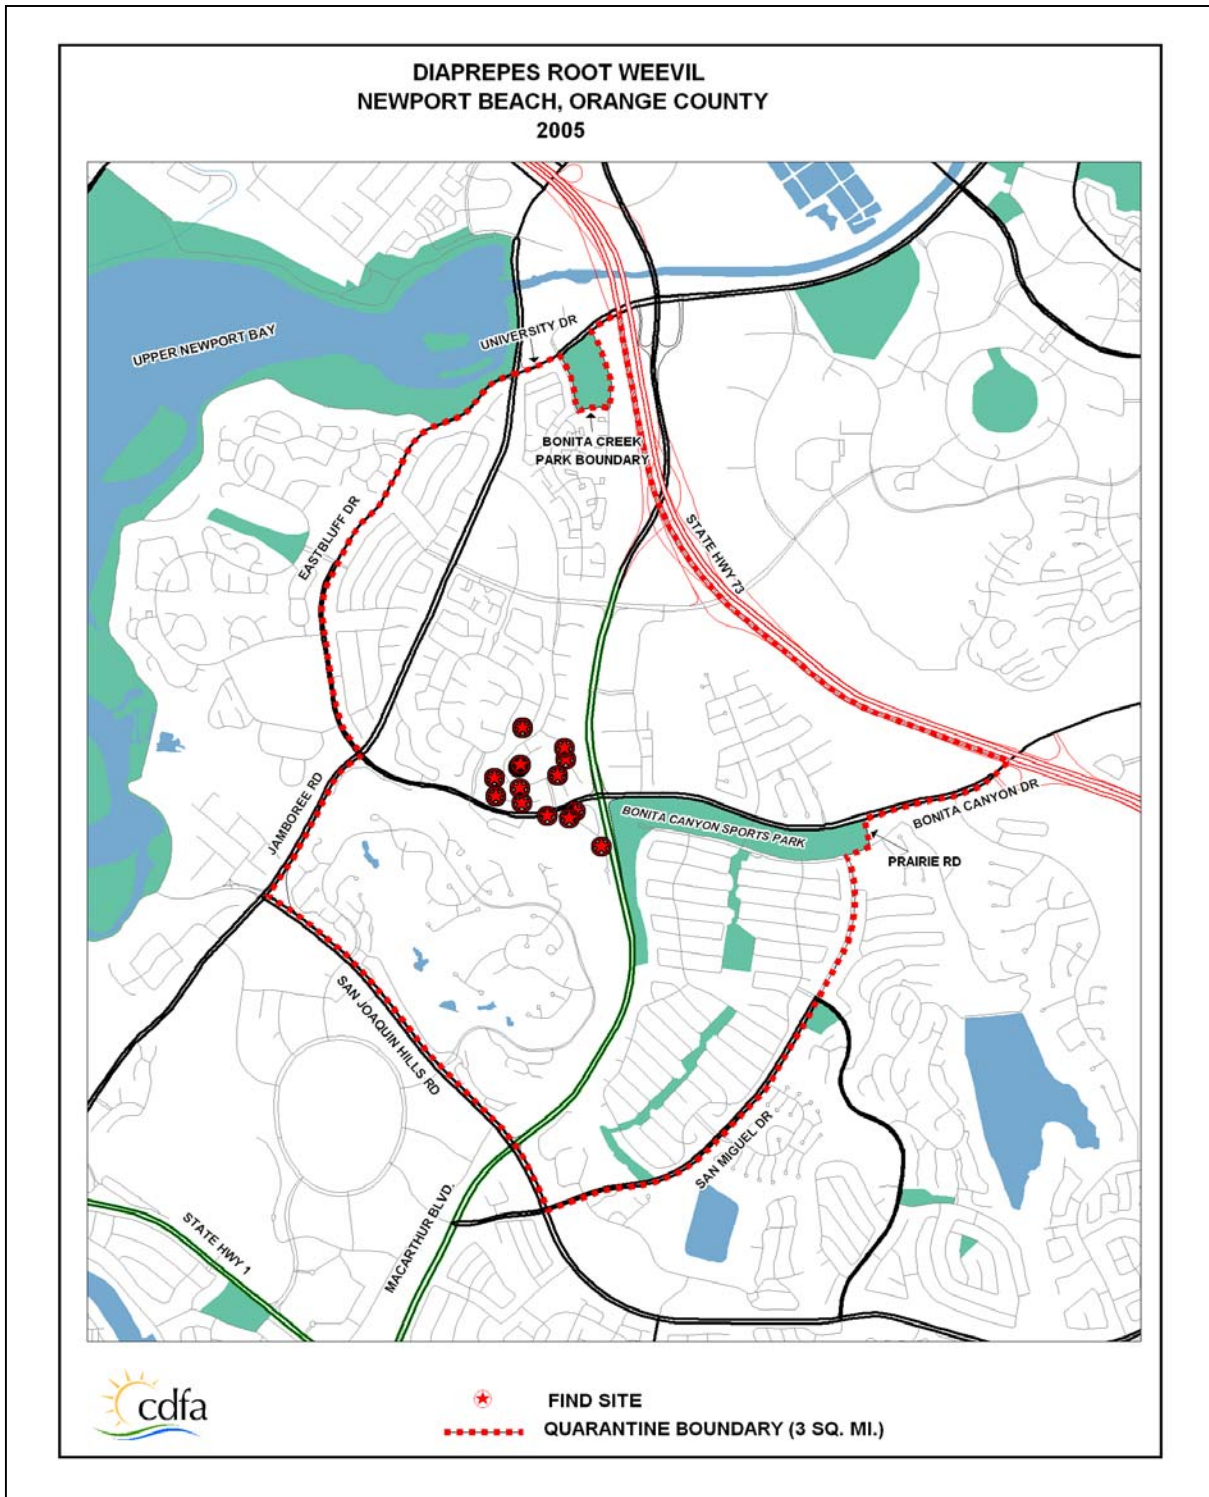 DIAPREPES ROOT WEEVIL
NEWPORT BEACH, ORANGE COUNTY
2005
UPPER NEWPORT BAY
UNIVERSITY DR
BONITA CREEK
PARK BOUNDARY
EASTBLUFF DR
STATE HWY 73
JAMBOREE RD
BONITA CANYON SPORTS PARK
BONITA CANYON DR
PRAIRIE RD
SAN JOAQUIN HILLS RD
SAN MIGUEL DR
MACARTHUR BLVD.
STATE HWY 1
cdfa
FIND SITE
QUARANTINE BOUNDARY (3 SQ. MI.)